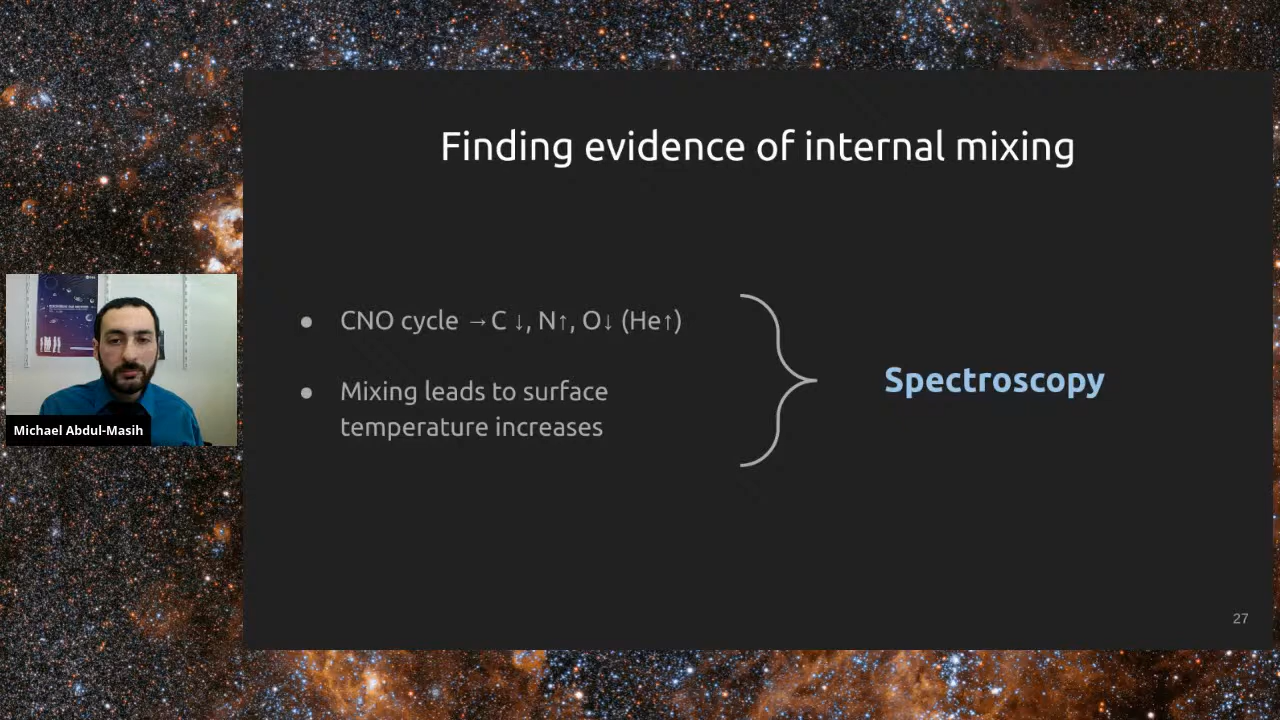 Finding evidence of internal mixing
● CNO cycle →C ↓, N↑, O↓ (He↑)
● Mixing leads to surface
temperature increases
Spectroscopy
Michael Abdul-Masih
27